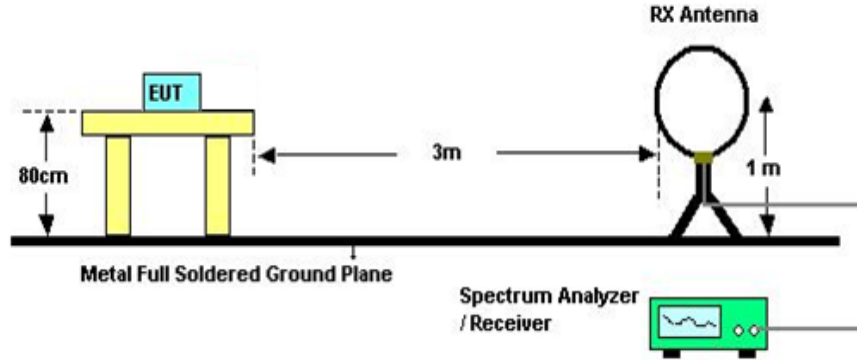 RX Antenna
EUT
80cm
3m
1 m
Metal Full Soldered Ground Plane
Spectrum Analyzer
/ Receiver